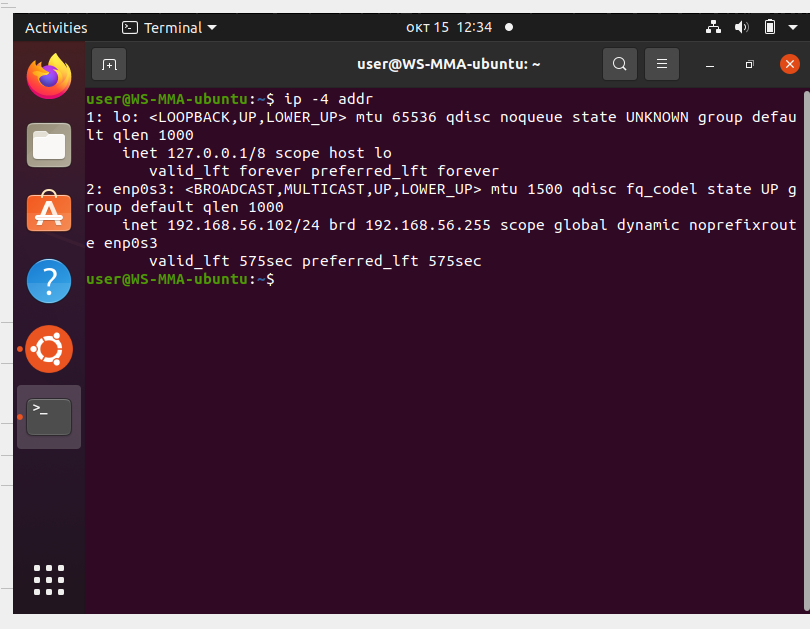 Activities
Terminal
окт 15 12:34
user@WS-MMA-ubuntu: ~
user@WS-MMA-ubuntu:~$ ip -4 addr
1: lo: <LOOPBACK,UP,LOWER_UP> mtu 65536 qdisc noqueue state UNKNOWN group defau
lt qlen 1000
    inet 127.0.0.1/8 scope host lo
       valid_lft forever preferred_lft forever
2: enp0s3: <BROADCAST,MULTICAST,UP,LOWER_UP> mtu 1500 qdisc fq_codel state UP g
roup default qlen 1000
    inet 192.168.56.102/24 brd 192.168.56.255 scope global dynamic noprefixrout
e enp0s3
       valid_lft 575sec preferred_lft 575sec
user@WS-MMA-ubuntu:~$